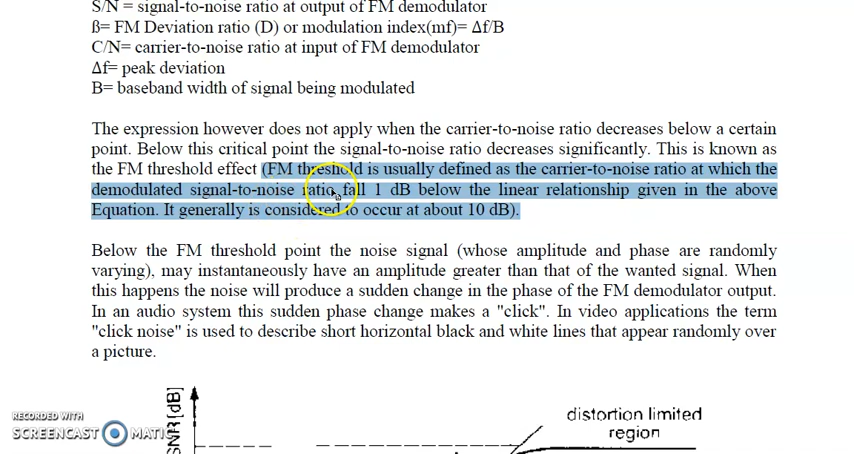 S/N = signal-to-noise ratio at output of FM demodulator
ß= FM Deviation ratio (D) or modulation index(mf)= Δf/B
C/N= carrier-to-noise ratio at input of FM demodulator
Δf= peak deviation
B= baseband width of signal being modulated
The expression however does not apply when the carrier-to-noise ratio decreases below a certain
point. Below this critical point the signal-to-noise ratio decreases significantly. This is known as
the FM threshold effect (FM threshold is usually defined as the carrier-to-noise ratio at which the
demodulated signal-to-noise ratio fall 1 dB below the linear relationship given in the above
Equation. It generally is considered to occur at about 10 dB).
Below the FM threshold point the noise signal (whose amplitude and phase are randomly
varying), may instantaneously have an amplitude greater than that of the wanted signal. When
this happens the noise will produce a sudden change in the phase of the FM demodulator output.
In an audio system this sudden phase change makes a "click". In video applications the term
"click noise" is used to describe short horizontal black and white lines that appear randomly over
a picture.
SNR [dB]
distortion limited
region
RECORDED WITH
SCREENCAST MATIC